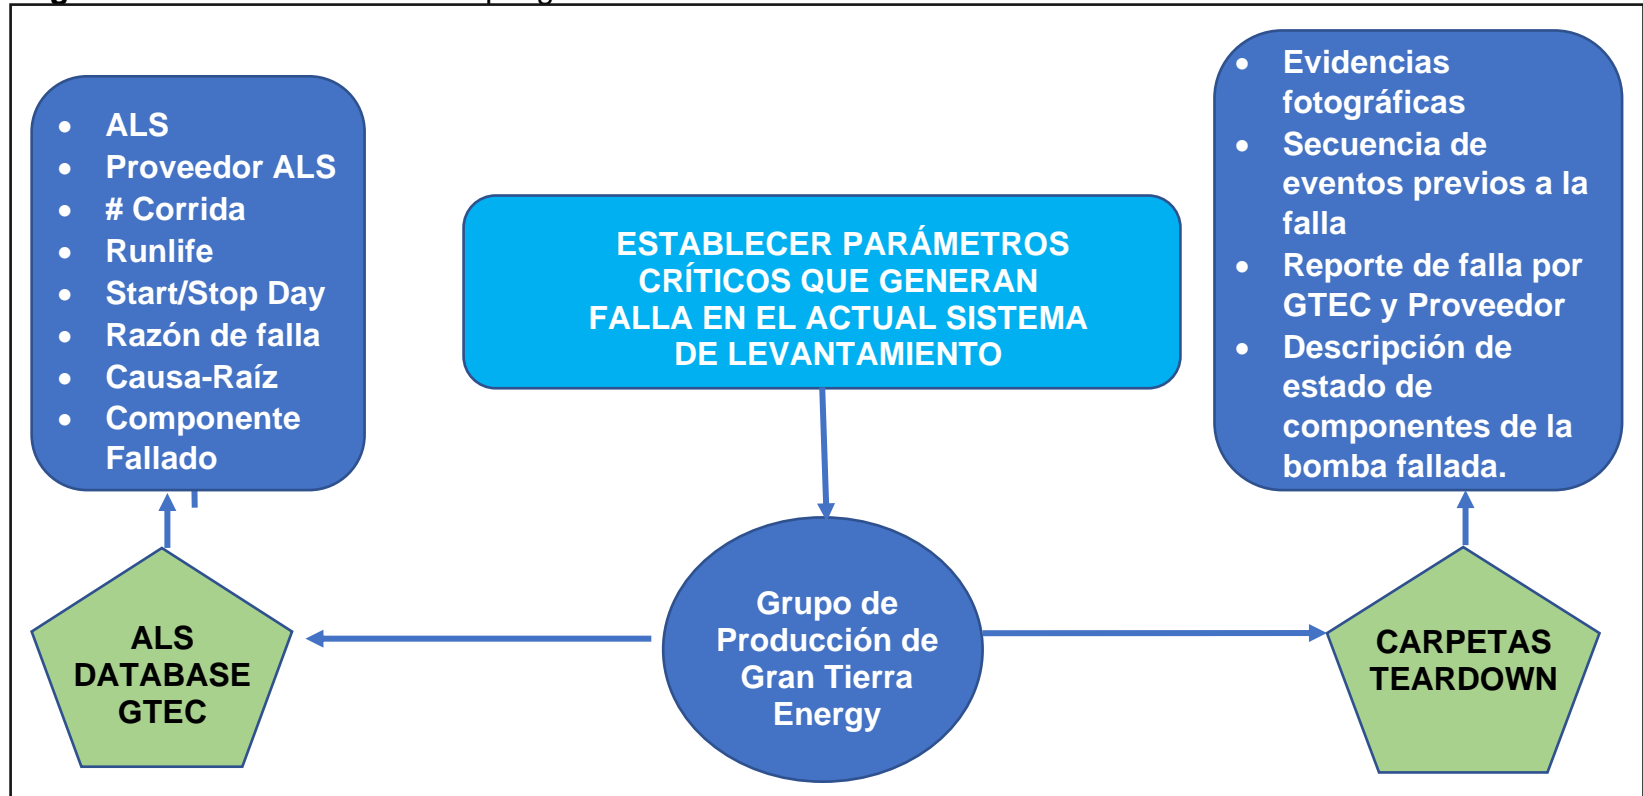 • ALS
• Proveedor ALS
• # Corrida
• Runlife
• Start/Stop Day
• Razón de falla
• Causa-Raíz
• Componente
Fallado
ESTABLECER PARÁMETROS
CRÍTICOS QUE GENERAN
FALLA EN EL ACTUAL SISTEMA
DE LEVANTAMIENTO
• Evidencias
fotográficas
• Secuencia de
eventos previos a la
falla
• Reporte de falla por
GTEC y Proveedor
• Descripción de
estado de
componentes de la
bomba fallada.
ALS
DATABASE
GTEC
Grupo de
Producción de
Gran Tierra
Energy
CARPETAS
TEARDOWN